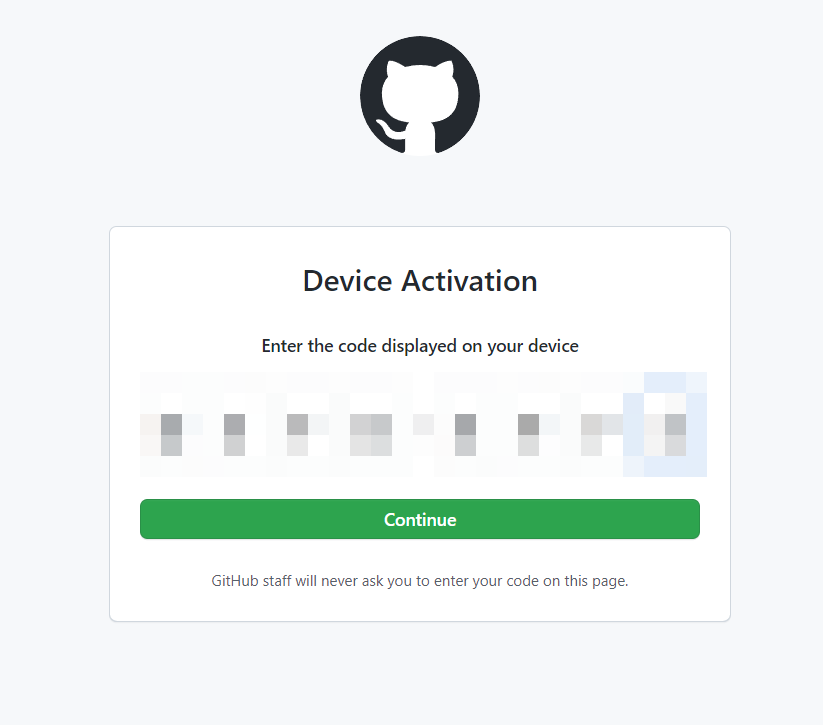 Device Activation
Enter the code displayed on your device
Continue
GitHub staff will never ask you to enter your code on this page.